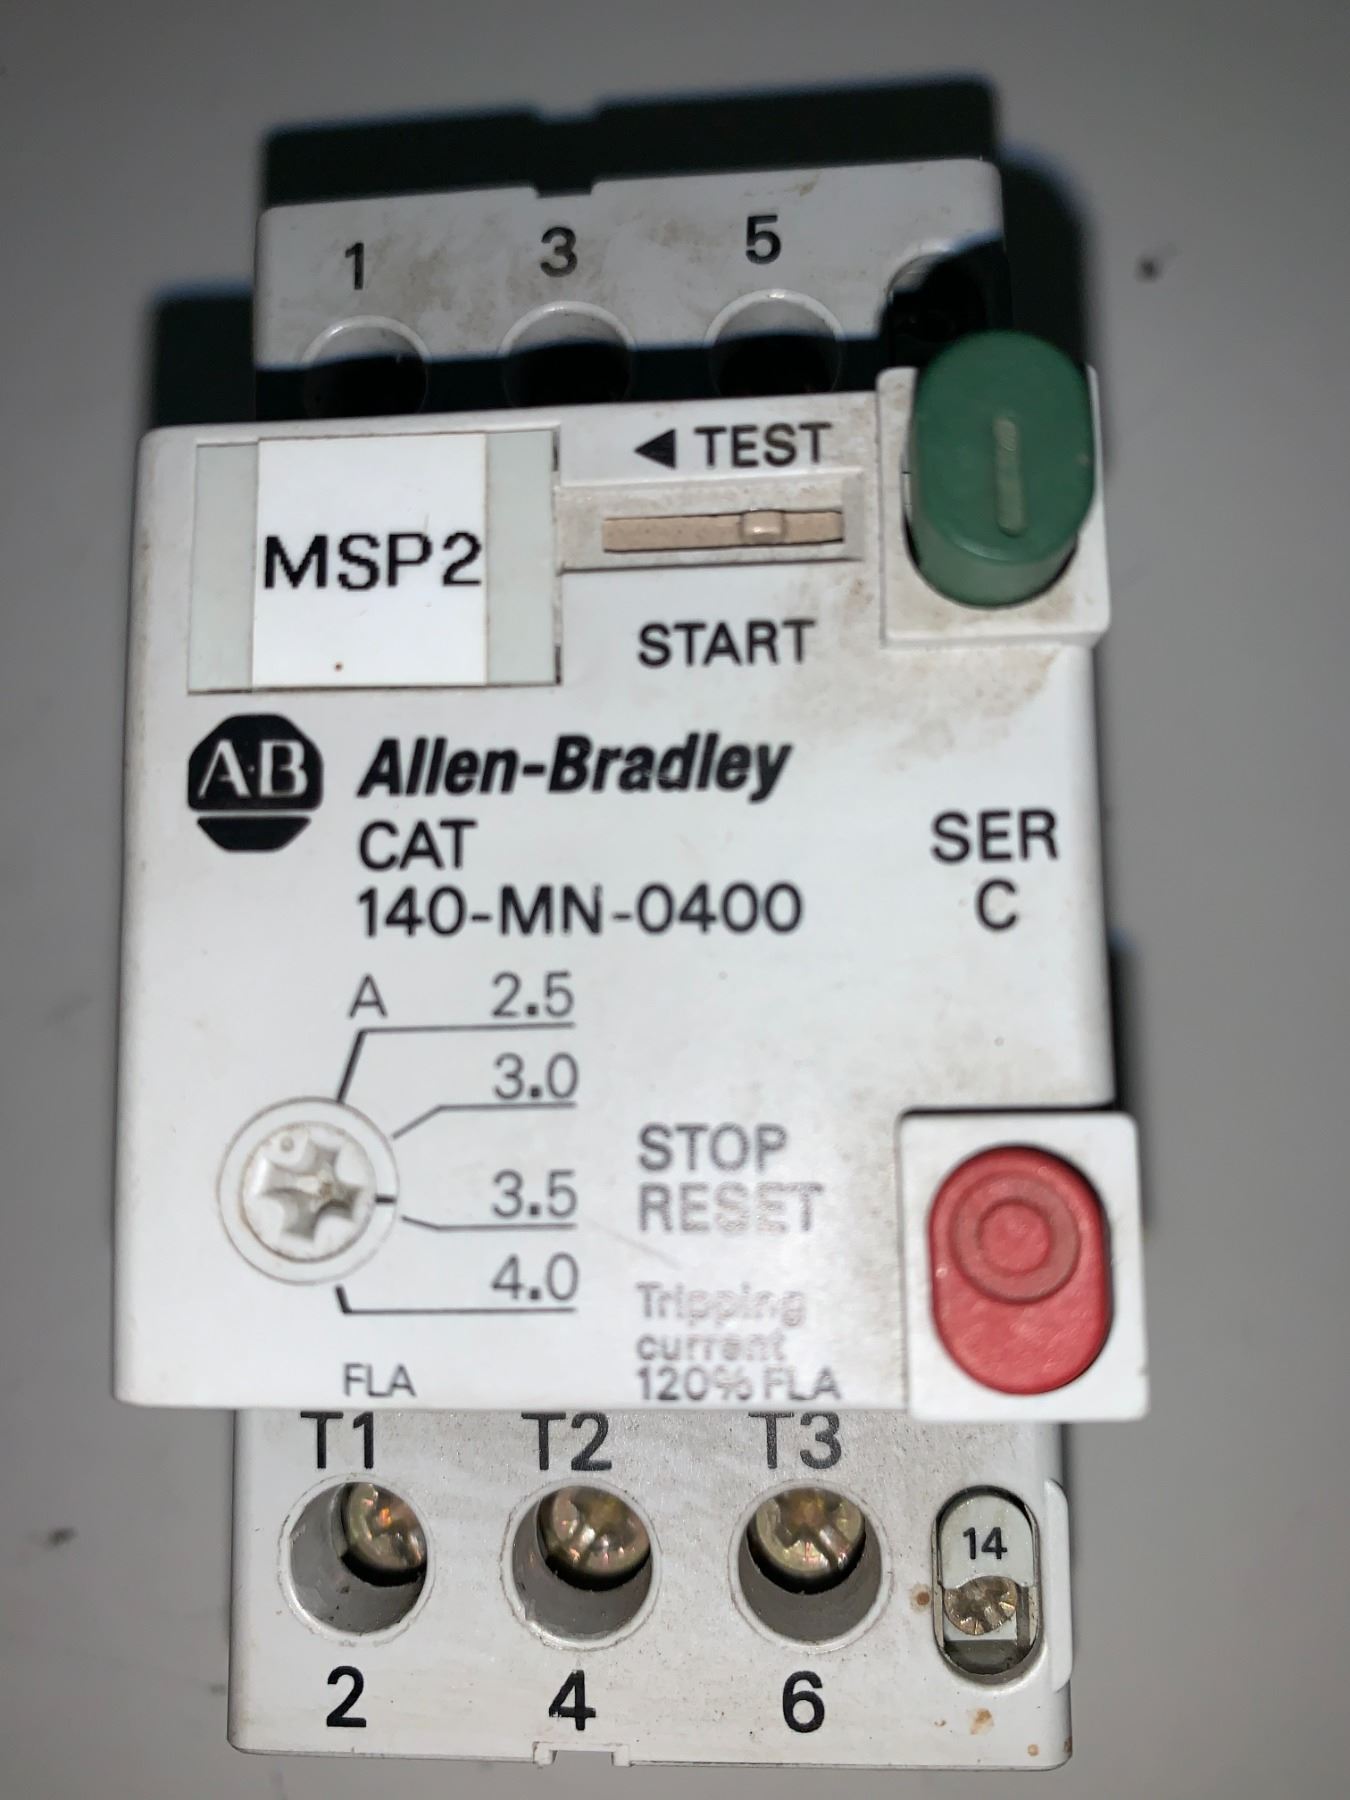 1 3 5
◀ TEST
MSP2
START
A-B Allen-Bradley
CAT
140-MN-0400
SER
C
A 2.5
3.0
3.5
4.0
FLA
STOP
RESET
Tripping
current
120% FLA
T1 T2 T3
14
2 4 6